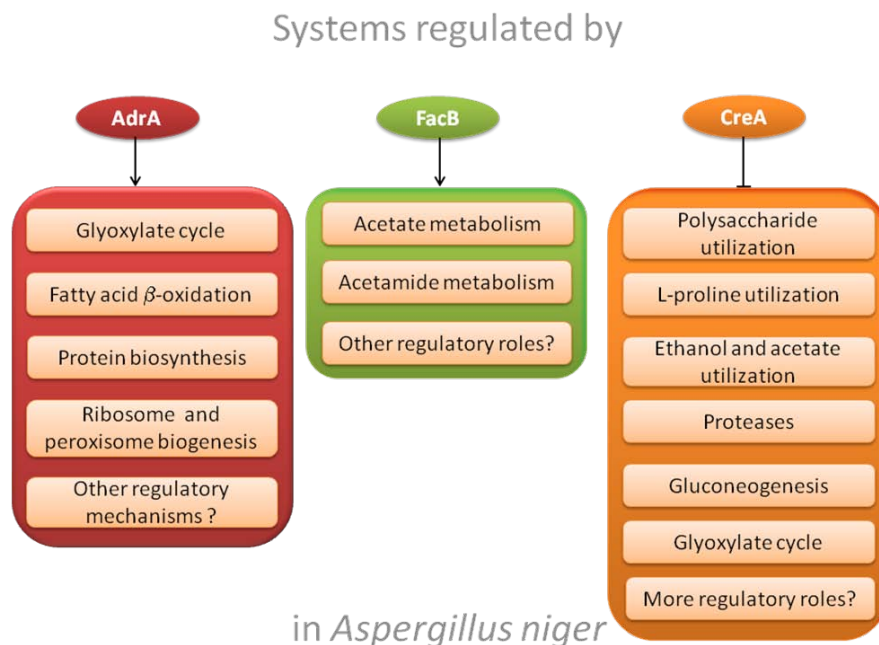 Systems regulated by
AdrA
Glyoxylate cycle
Fatty acid β-oxidation
Protein biosynthesis
Ribosome and
peroxisome biogenesis
Other regulatory
mechanisms ?
FacB
Acetate metabolism
Acetamide metabolism
Other regulatory roles?
CreA
Polysaccharide
utilization
L-proline utilization
Ethanol and acetate
utilization
Proteases
Gluconeogenesis
Glyoxylate cycle
More regulatory roles?
in Aspergillus niger